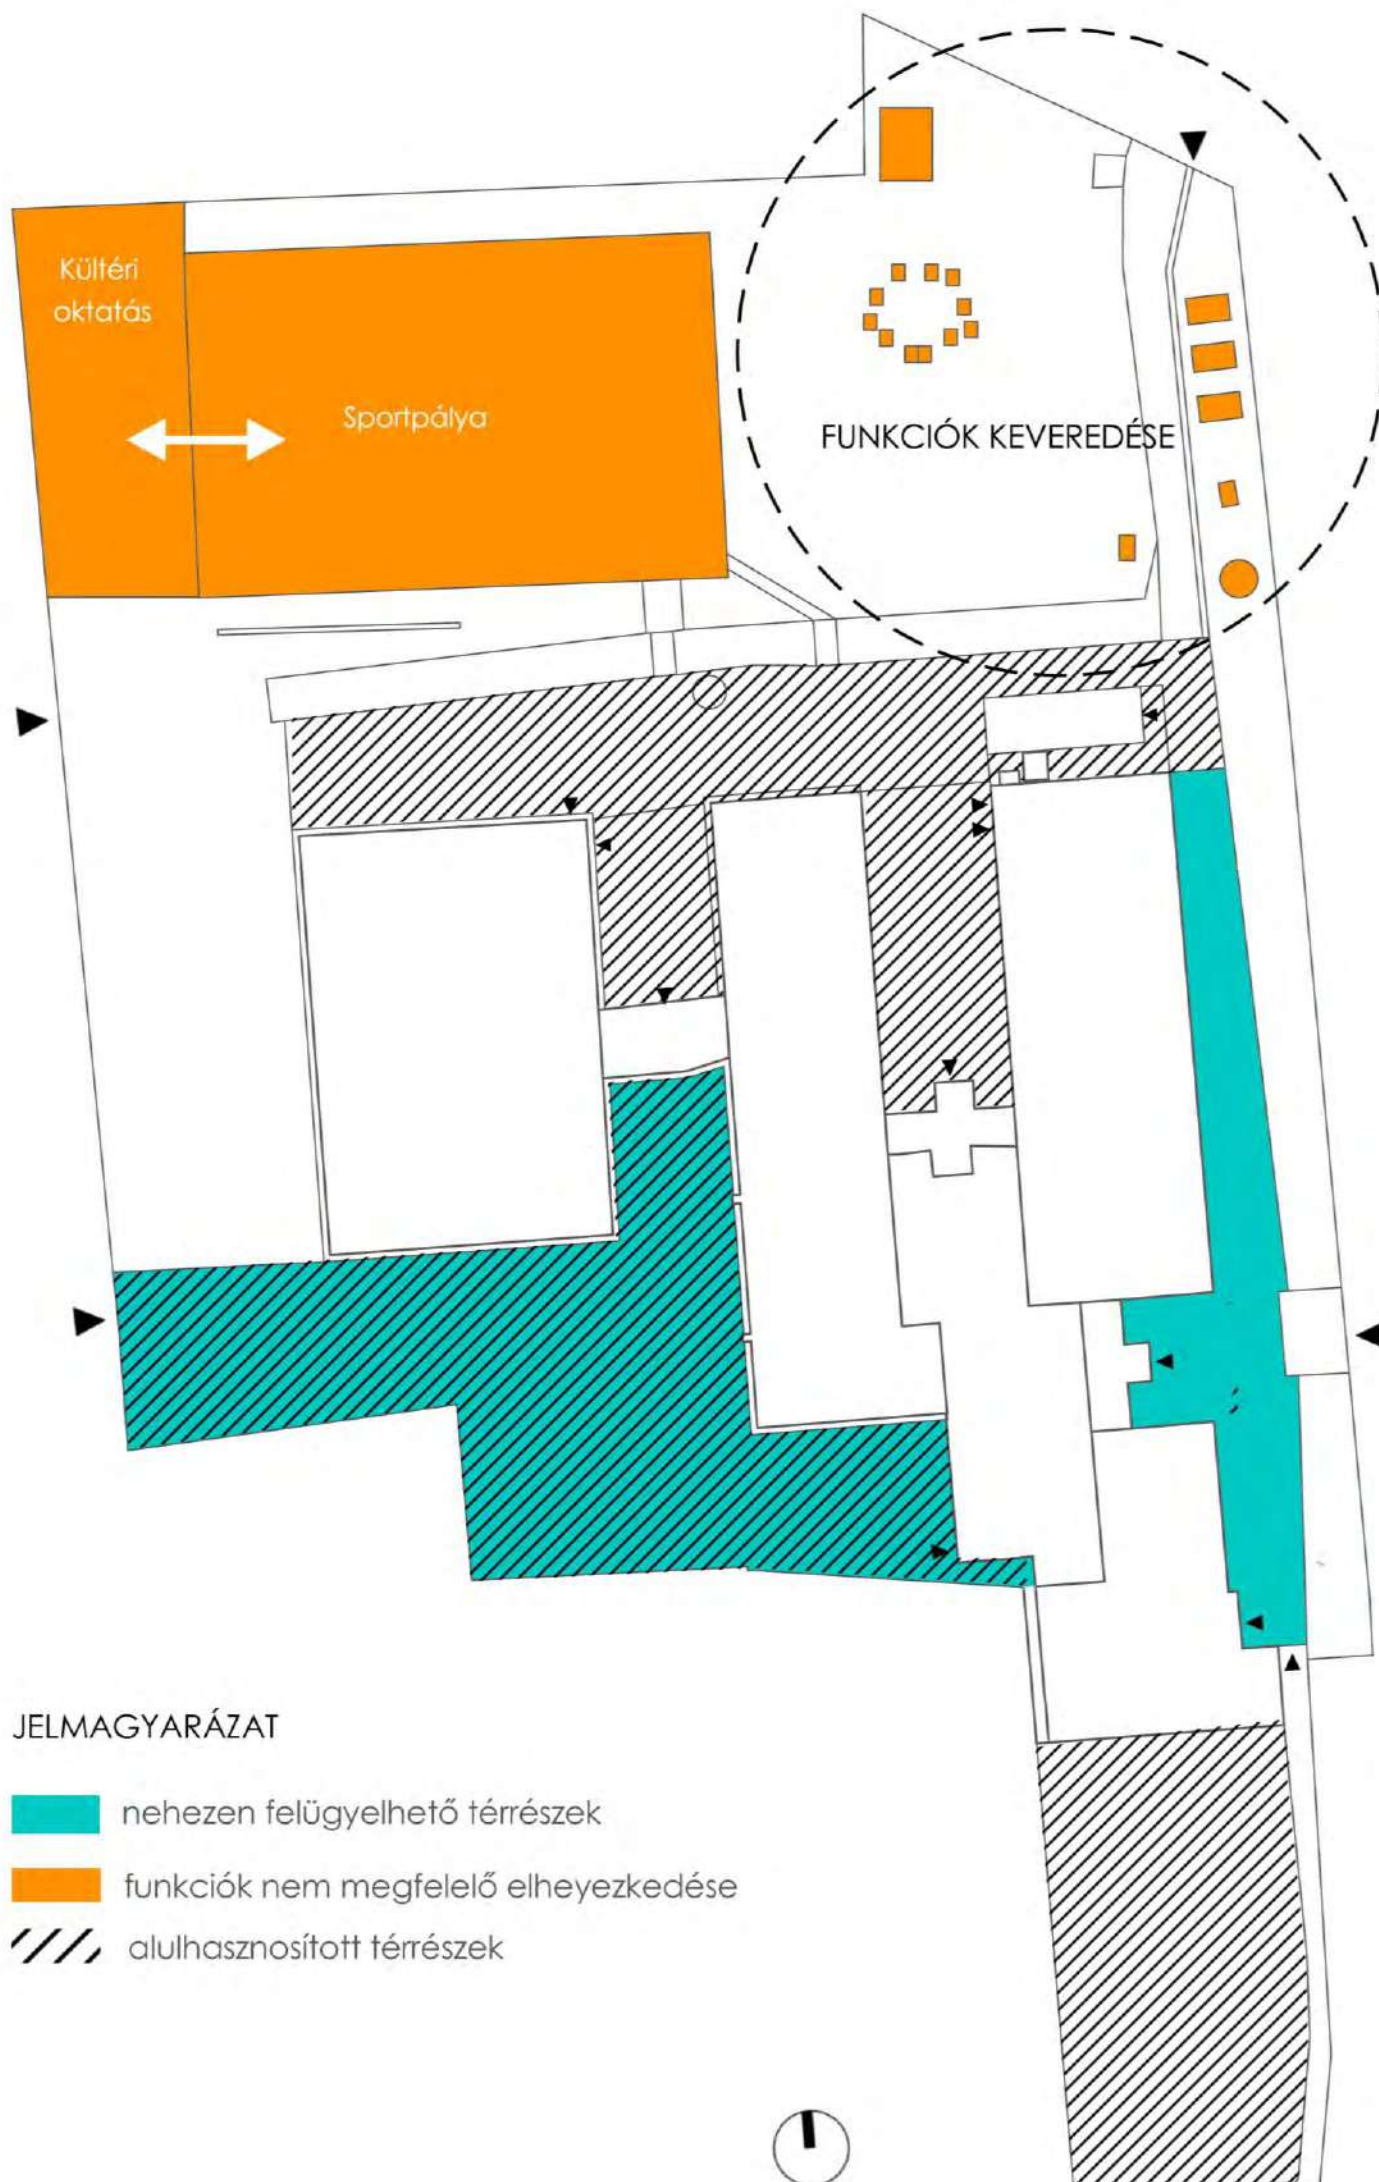 Kültéri
oktatás
Sportpálya
FUNKCIÓK KEVEREDÉSE
JELMAGYARÁZAT
nehezen felügyelhető térrészek
funkciók nem megfelelő elheyezkedése
alulhasznosított térrészek